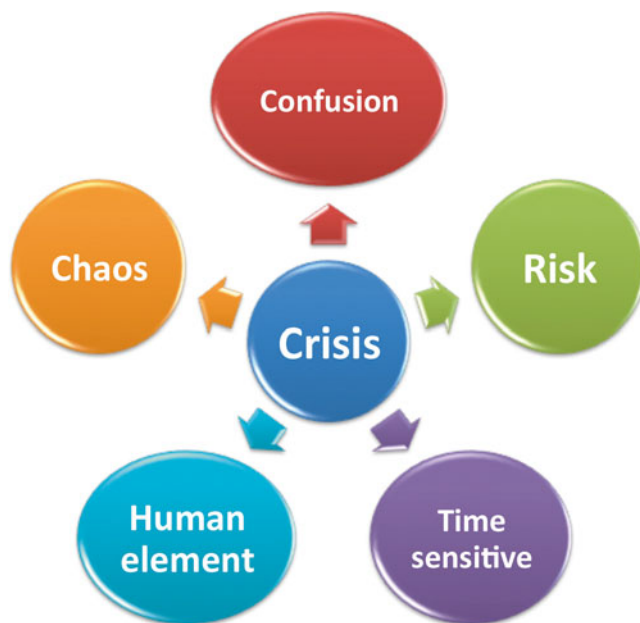 Confusion
Chaos
Risk
Crisis
Human
element
Time
sensitive